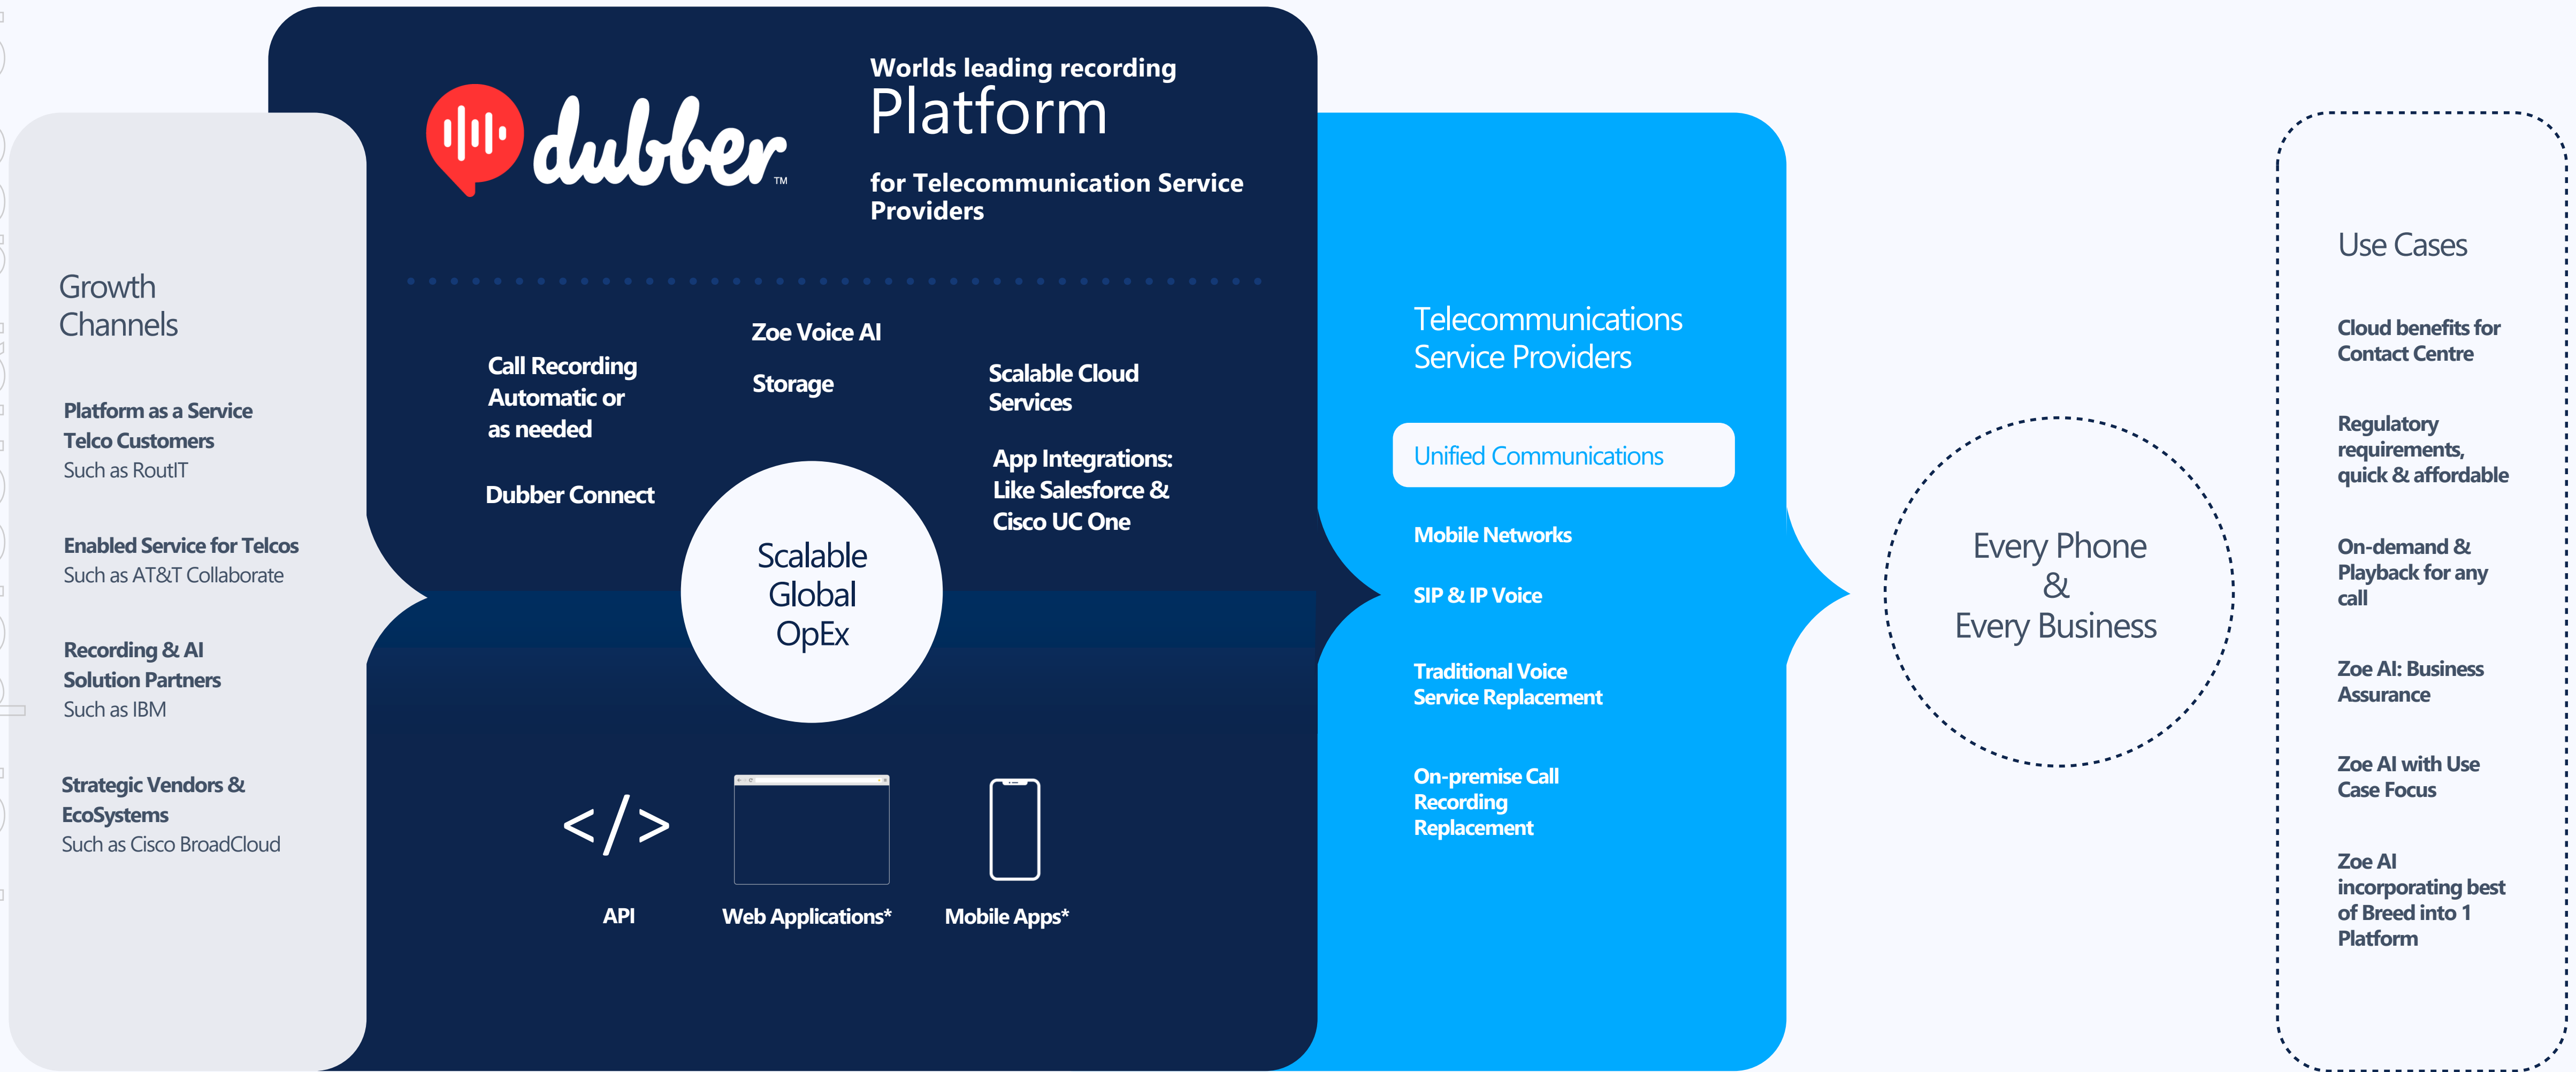 Growth
Channels
Platform as a Service
Telco Customers
Such as RoutIT
Enabled Service for Telcos
Such as AT&T Collaborate
Recording & AI
Solution Partners
Such as IBM
Strategic Vendors &
EcoSystems
Such as Cisco BroadCloud
dubber™
Worlds leading recording
Platform
for Telecommunication Service
Providers
Call Recording
Automatic or
as needed
Dubber Connect
Zoe Voice AI
Storage
Scalable Cloud
Services
App Integrations:
Like Salesforce &
Cisco UC One
Scalable
Global
OpEx
</>
API
Web Applications*
Mobile Apps*
Telecommunications
Service Providers
Unified Communications
Mobile Networks
SIP & IP Voice
Traditional Voice
Service Replacement
On-premise Call
Recording
Replacement
Every Phone
&
Every Business
Use Cases
Cloud benefits for
Contact Centre
Regulatory
requirements,
quick & affordable
On-demand &
Playback for any
call
Zoe AI: Business
Assurance
Zoe AI with Use
Case Focus
Zoe AI
incorporating best
of Breed into 1
Platform